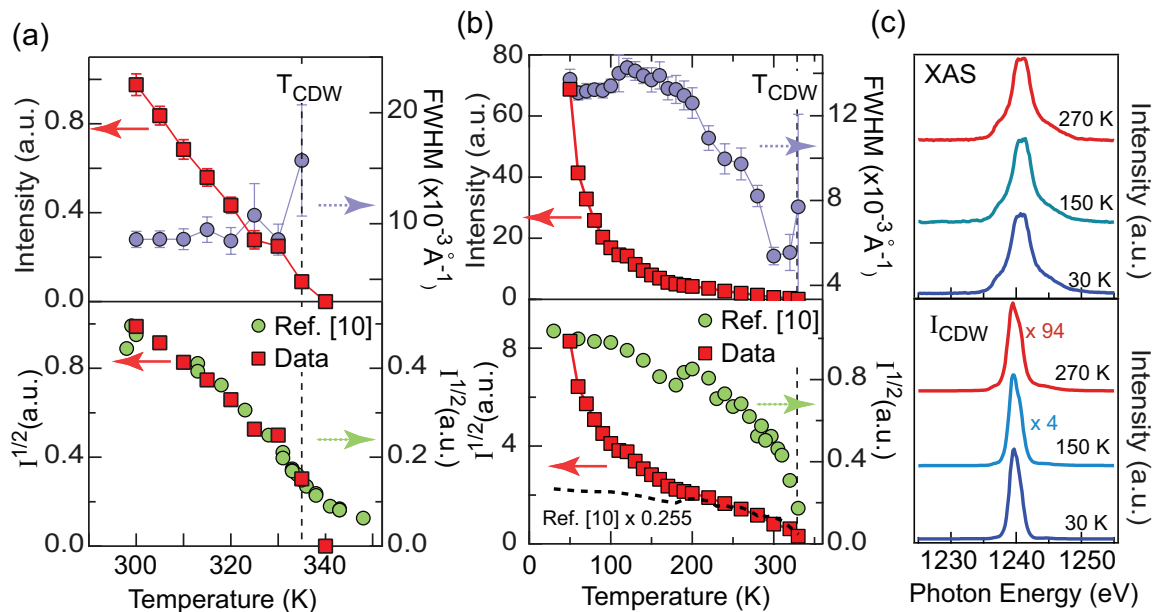 (a)
Intensity (a.u.)
0.8
0.4
0.0
T_CDW
20
10
FWHM (x10⁻³ Å⁻¹)
I^1/2(a.u.)
0.8
0.4
0.0
Ref. [10]
Data
0.4
0.2
0.0
I^1/2(a.u.)
300
320
340
Temperature (K)
(b)
Intensity (a.u.)
80
60
40
20
0
T_CDW
12
8
4
FWHM (x10⁻³ Å⁻¹)
I^1/2(a.u.)
8
4
0
Ref. [10]
Data
Ref. [10] x 0.255
0.8
0.4
0.0
I^1/2(a.u.)
0
100
200
300
Temperature (K)
(c)
XAS
270 K
150 K
30 K
Intensity (a.u.)
I_CDW
x 94
270 K
x 4
150 K
30 K
Intensity (a.u.)
1230
1240
1250
Photon Energy (eV)